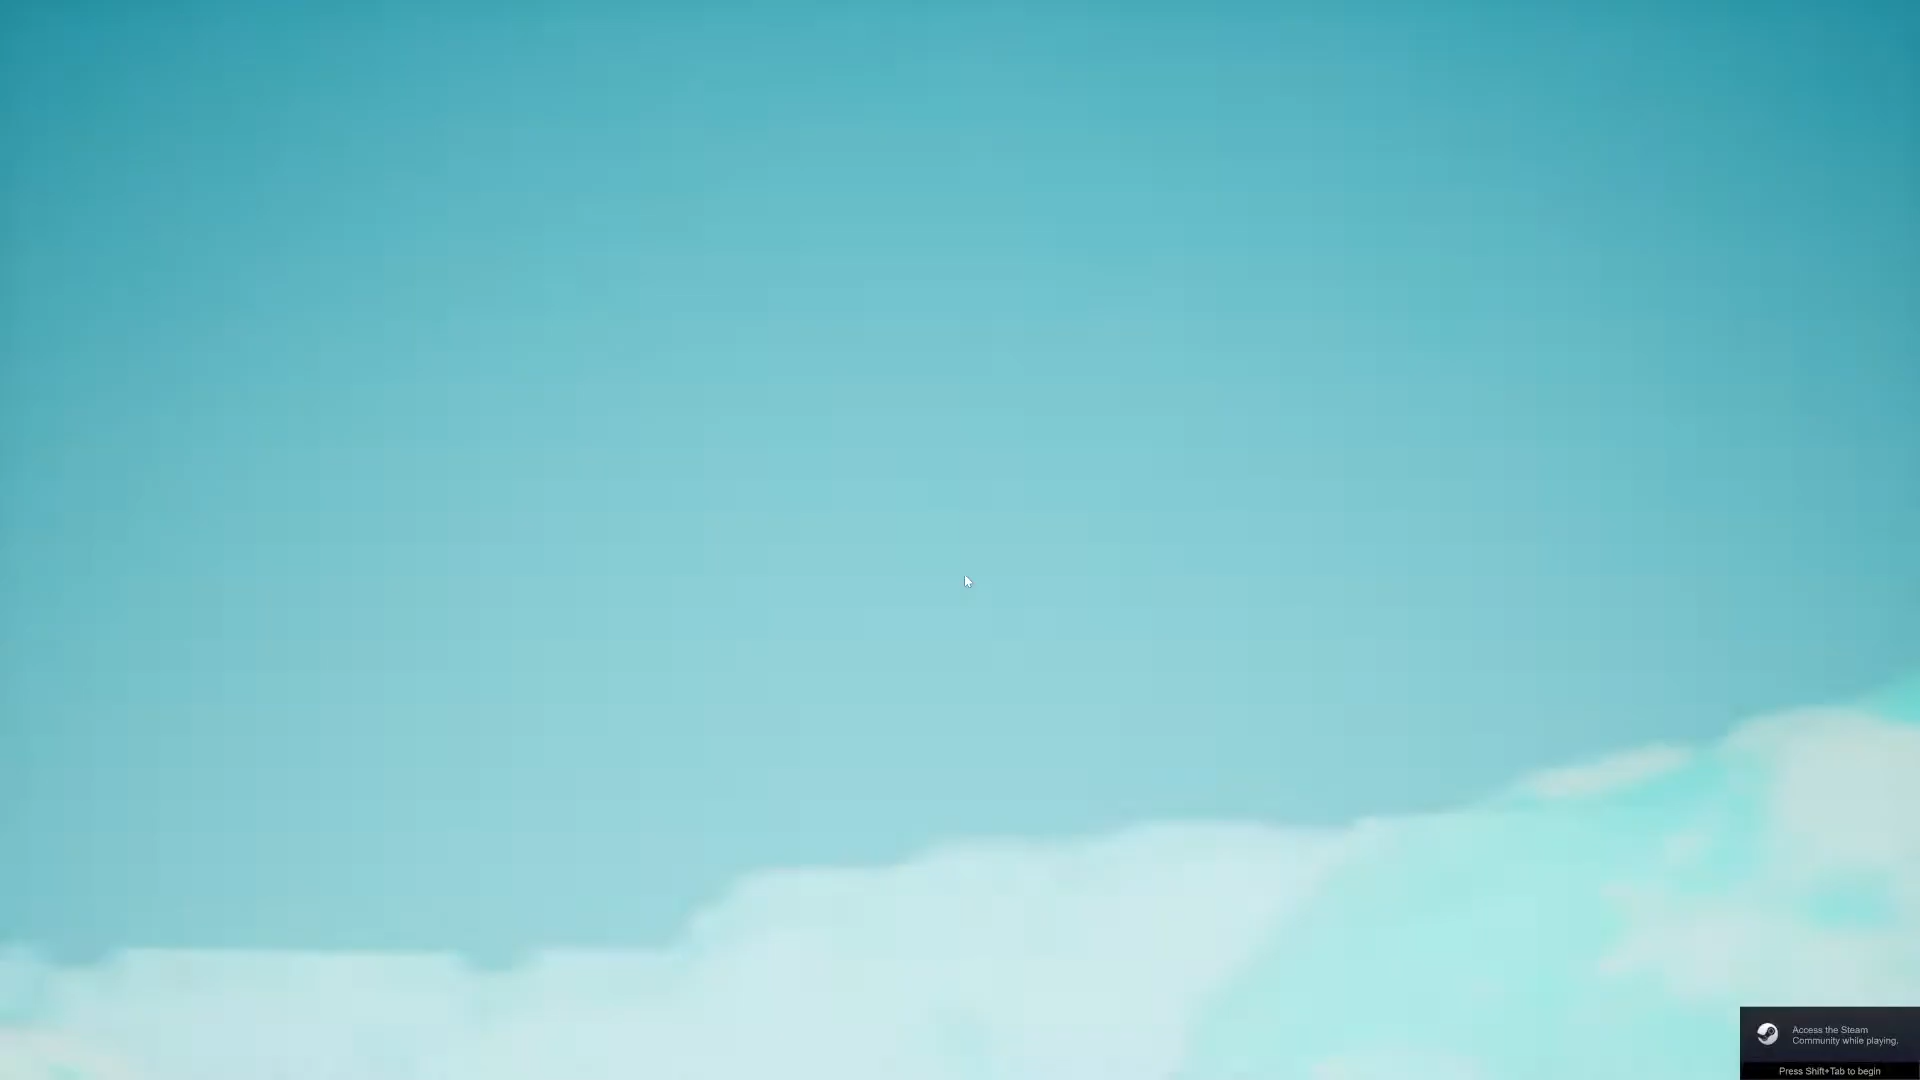 Access the Steam
Community while playing.
Press Shift+Tab to begin